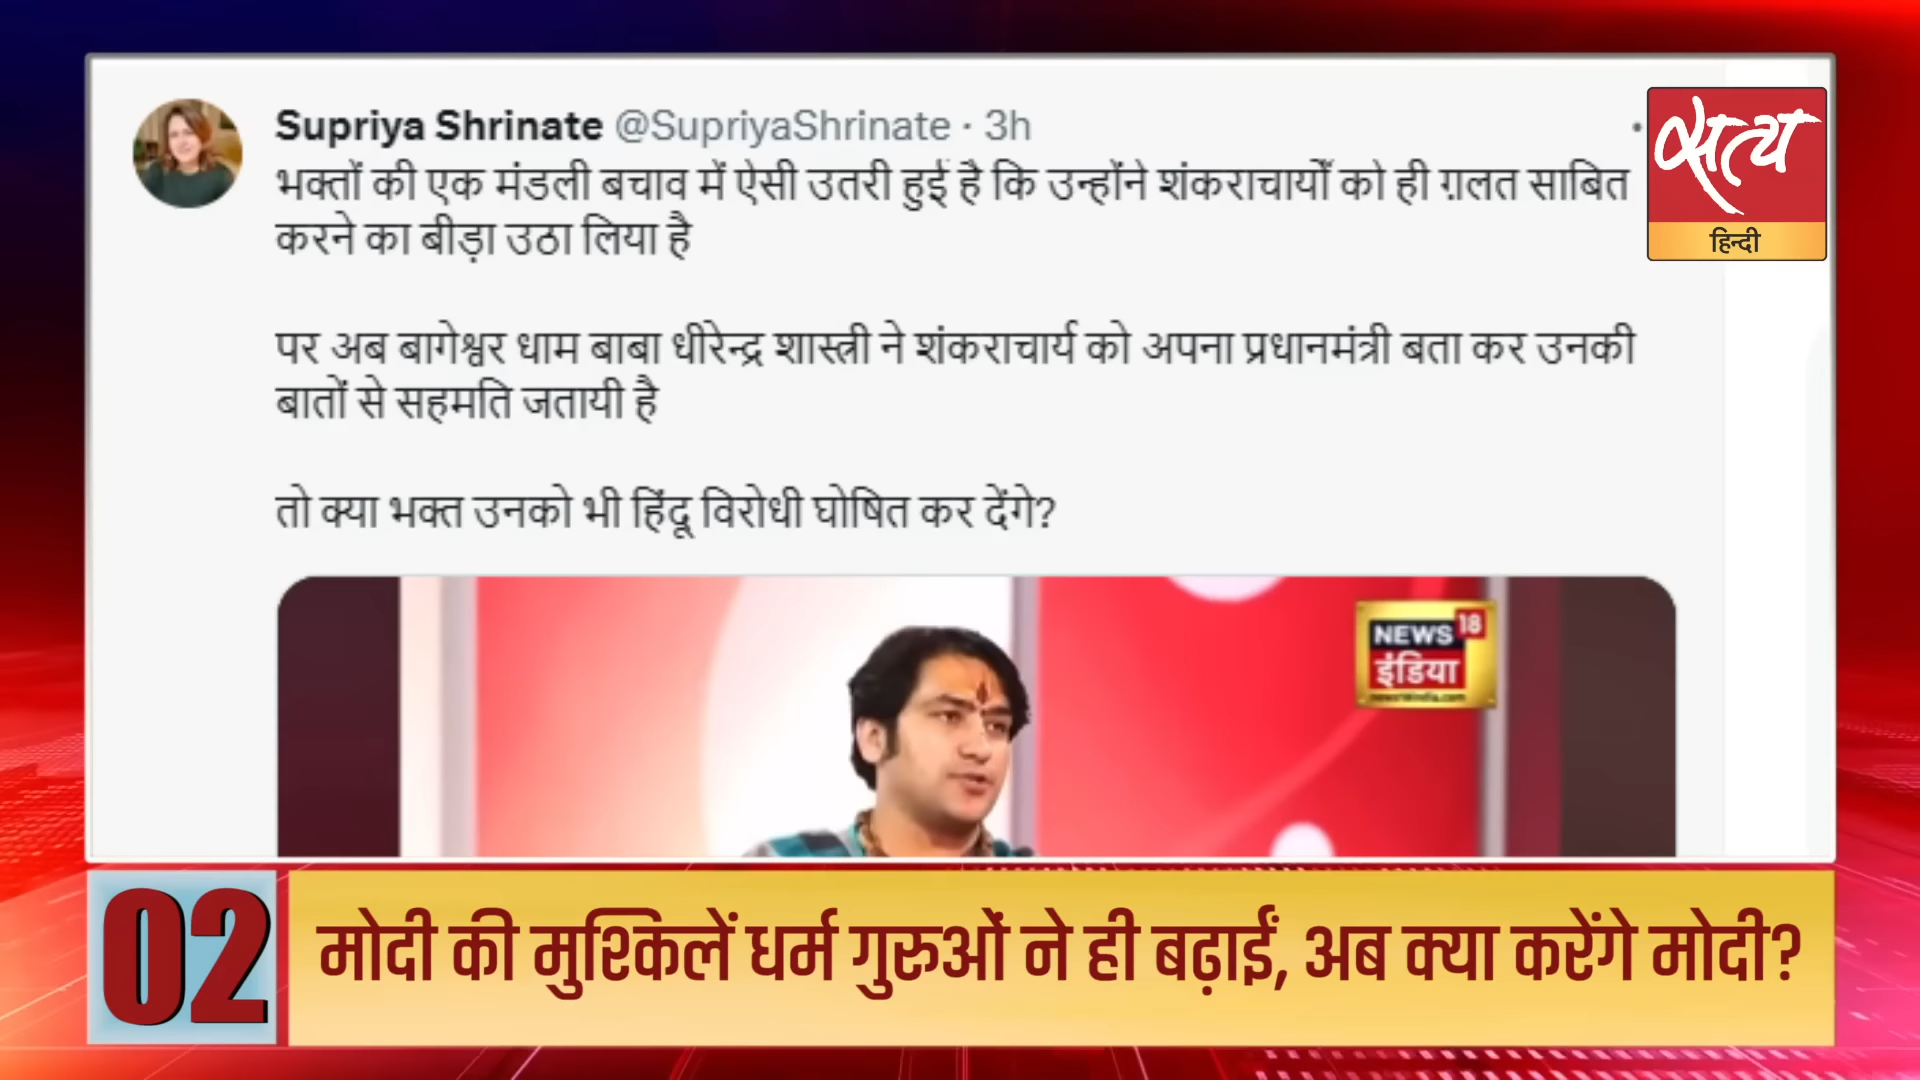 Supriya Shrinate @SupriyaShrinate · 3h
भक्तों की एक मंडली बचाव में ऐसी उतरी हुई है कि उन्होंने शंकराचार्यों को ही ग़लत साबित
करने का बीड़ा उठा लिया है
पर अब बागेश्वर धाम बाबा धीरेन्द्र शास्त्री ने शंकराचार्य को अपना प्रधानमंत्री बता कर उनकी
बातों से सहमति जतायी है
तो क्या भक्त उनको भी हिंदू विरोधी घोषित कर देंगे?
सत्य
हिन्दी
NEWS 18
इंडिया
02
मोदी की मुश्किलें धर्म गुरुओं ने ही बढ़ाईं, अब क्या करेंगे मोदी?